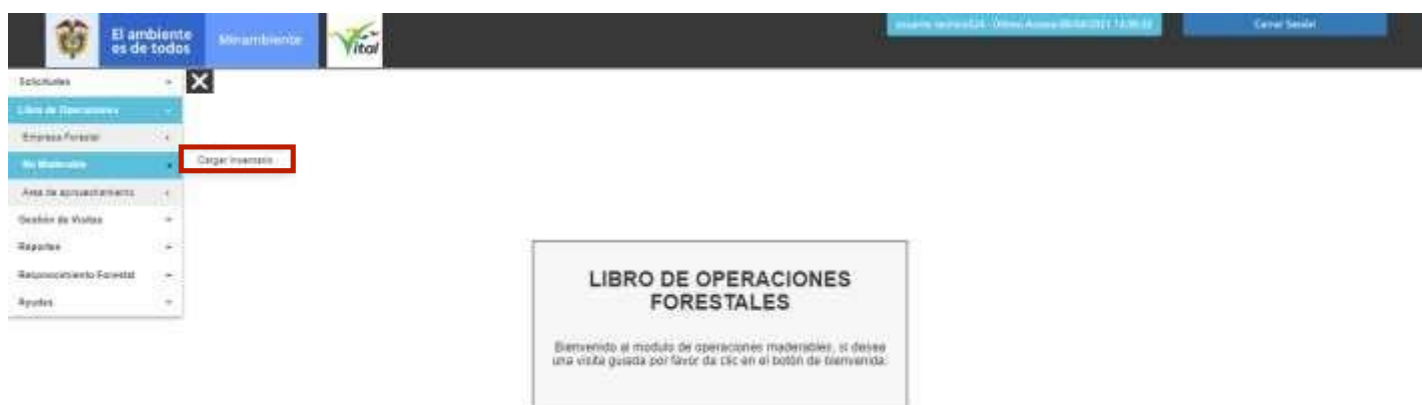 El ambiente
es de todos
Minambiente
Vital
Cerrar Sesión
Solicitudes
Libro de Operaciones
Empresa Forestal
No Maderable
Cargar Inventario
Area de aprovechamiento
Gestión de Visitas
Reportes
Reconocimiento Forestal
Ayudas
LIBRO DE OPERACIONES
FORESTALES
Bienvenido al modulo de operaciones maderables, si desea
una visita guiada por favor da clic en el botón de bienvenida.